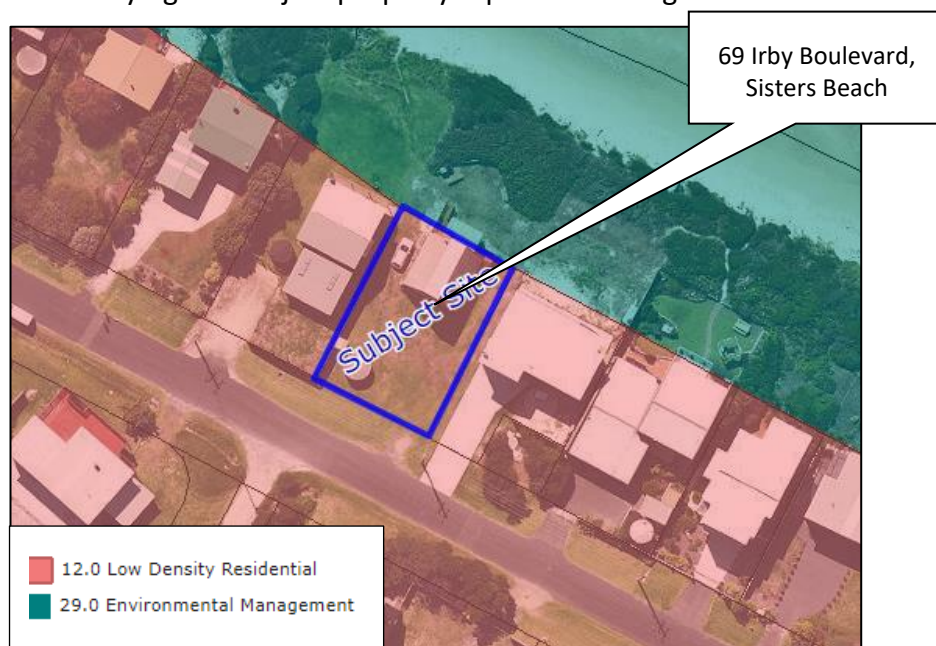 69 Irby Boulevard,
Sisters Beach
Subject Site
12.0 Low Density Residential
29.0 Environmental Management